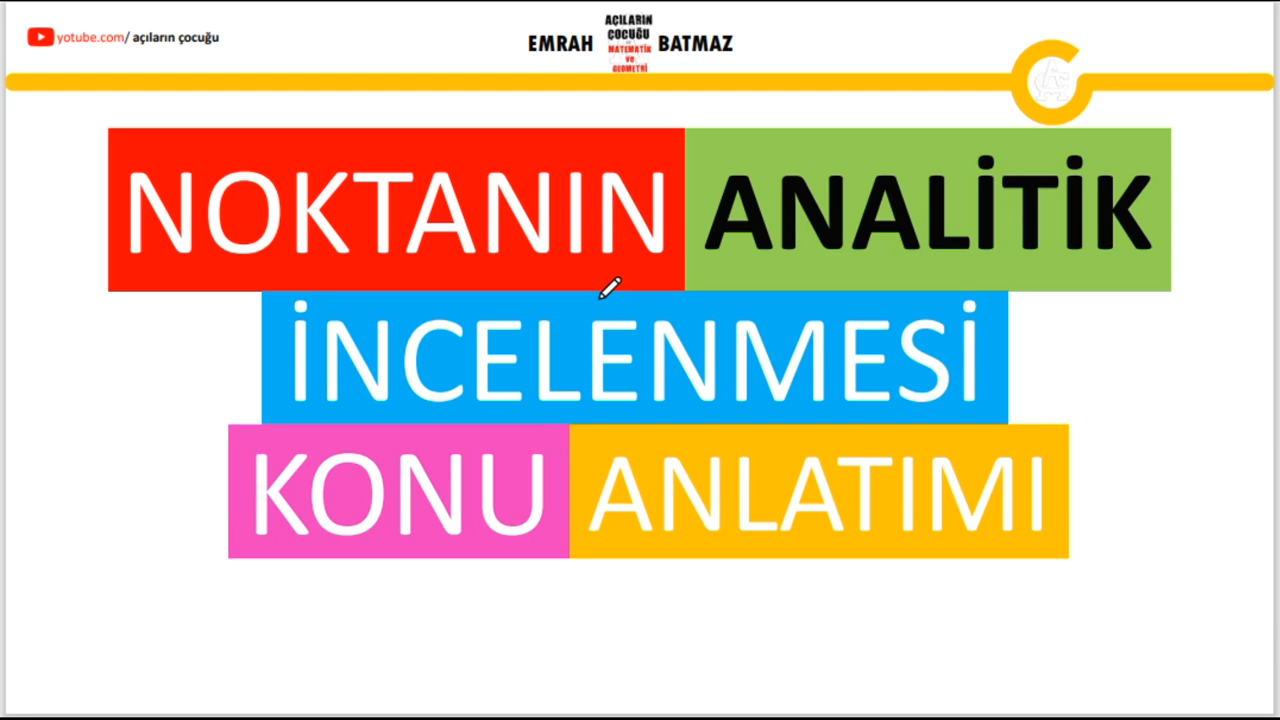 yotube.com/ açıların çocuğu
EMRAH
AÇILARIN
ÇOCUĞU
MATEMATİK
ve
GEOMETRİ
BATMAZ
NOKTANIN ANALİTİK
İNCELENMESİ
KONU ANLATIMI